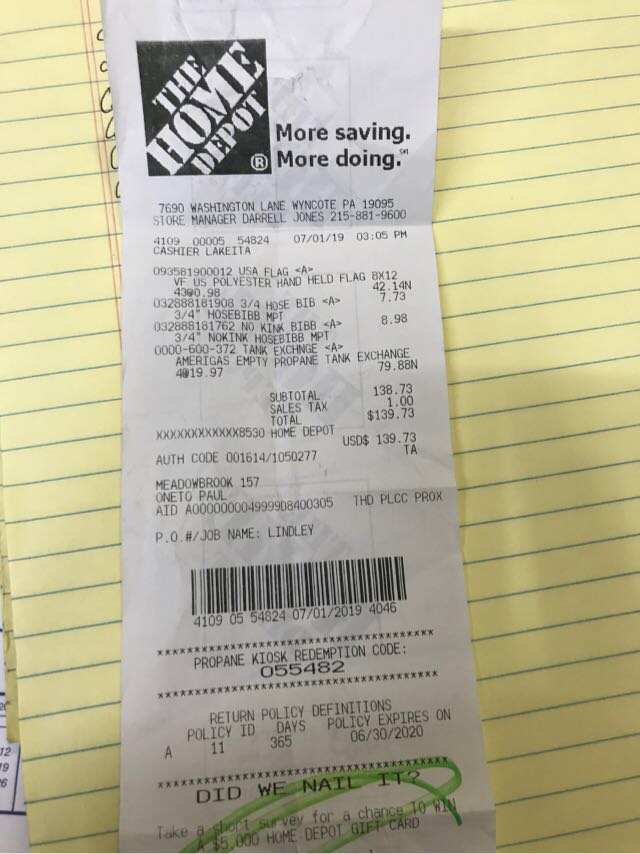 THE
HOME
DEPOT
®
More saving.
More doing.℠
7690 WASHINGTON LANE WYNCOTE PA 19095
STORE MANAGER DARRELL JONES 215-881-9600
4109 00005 54824 07/01/19 03:05 PM
CASHIER LAKEITA
093581900012 USA FLAG <A>
VF US POLYESTER HAND HELD FLAG 8X12
43@0.98 42.14N
032888181908 3/4 HOSE BIB <A> 7.73
3/4" HOSEBIBB MPT
032888181762 NO KINK BIBB <A> 8.98
3/4" NOKINK HOSEBIBB MPT
0000-600-372 TANK EXCHNGE <A>
AMERIGAS EMPTY PROPANE TANK EXCHANGE
4@19.97 79.88N
SUBTOTAL 138.73
SALES TAX 1.00
TOTAL $139.73
XXXXXXXXXXXX8530 HOME DEPOT
USD$ 139.73
AUTH CODE 001614/1050277 TA
MEADOWBROOK 157
ONETO PAUL
AID A0000000049999D8400305 THD PLCC PROX
P.O.#/JOB NAME: LINDLEY
4109 05 54824 07/01/2019 4046
PROPANE KIOSK REDEMPTION CODE:
055482
RETURN POLICY DEFINITIONS
POLICY ID DAYS POLICY EXPIRES ON
A 11 365 06/30/2020
DID WE NAIL IT?
Take a short survey for a chance TO WIN
A $5,000 HOME DEPOT GIFT CARD
12
19